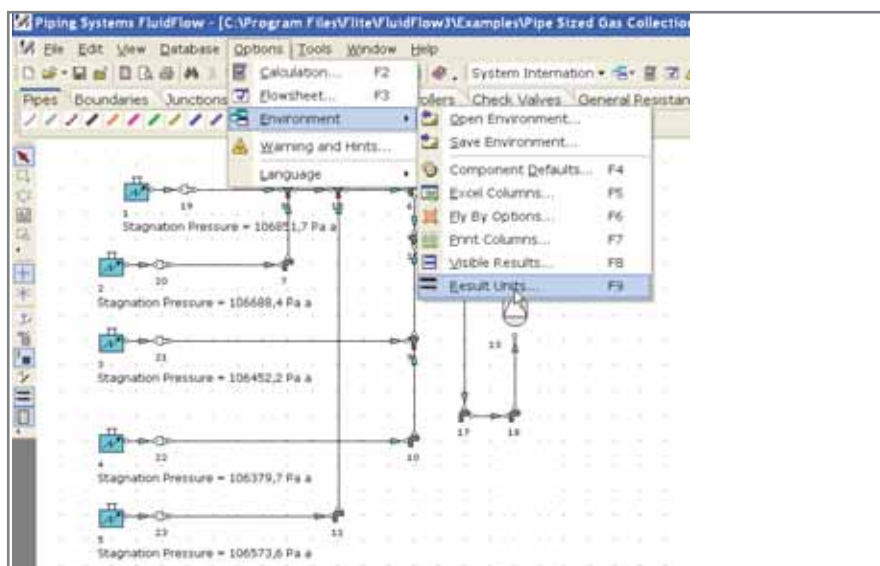 Piping Systems FluidFlow - [C:\Program Files\Flite\FluidFlow3\Examples\Pipe Sized Gas Collection
File Edit View Database Options Tools Window Help
System Internation
Calculation... F2
Pipes Boundaries Junctions
Flowsheet... F3
ollers Check Valves General Resistan
Environment
Open Environment...
Save Environment...
Warning and Hints...
Component Defaults... F4
Language
Excel Columns... F5
Fly By Options... F6
Print Columns... F7
Visible Results... F8
Result Units... F9
1 19
Stagnation Pressure = 106851,7 Pa a
2 20 7
Stagnation Pressure = 106688,4 Pa a
13
3 21
Stagnation Pressure = 106452,2 Pa a
17 18
4 22 10
Stagnation Pressure = 106379,7 Pa a
5 23 11
Stagnation Pressure = 106573,6 Pa a